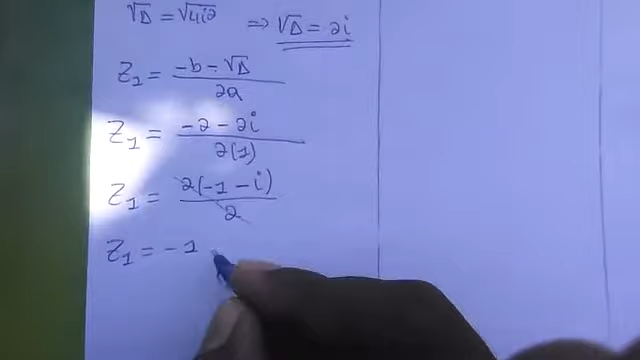 √Δ = √4i² ⇒ √Δ = 2i
Z₁ = (-b - √Δ) / 2a
Z₁ = (-2 - 2i) / 2(1)
Z₁ = 2(-1 - i) / 2
Z₁ = -1